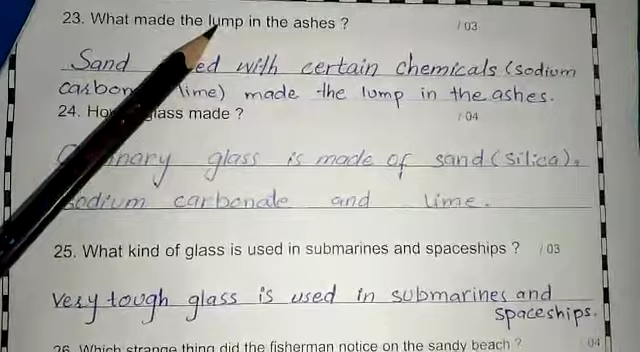 23. What made the lump in the ashes ? /03
Sand ed with certain chemicals (sodium
carbon lime) made the lump in the ashes.
24. How glass made ? /04
nary glass is made of sand (silica),
sodium carbonate and lime.
25. What kind of glass is used in submarines and spaceships ? /03
Very tough glass is used in submarines and
spaceships.
26. Which strange thing did the fisherman notice on the sandy beach ? 04